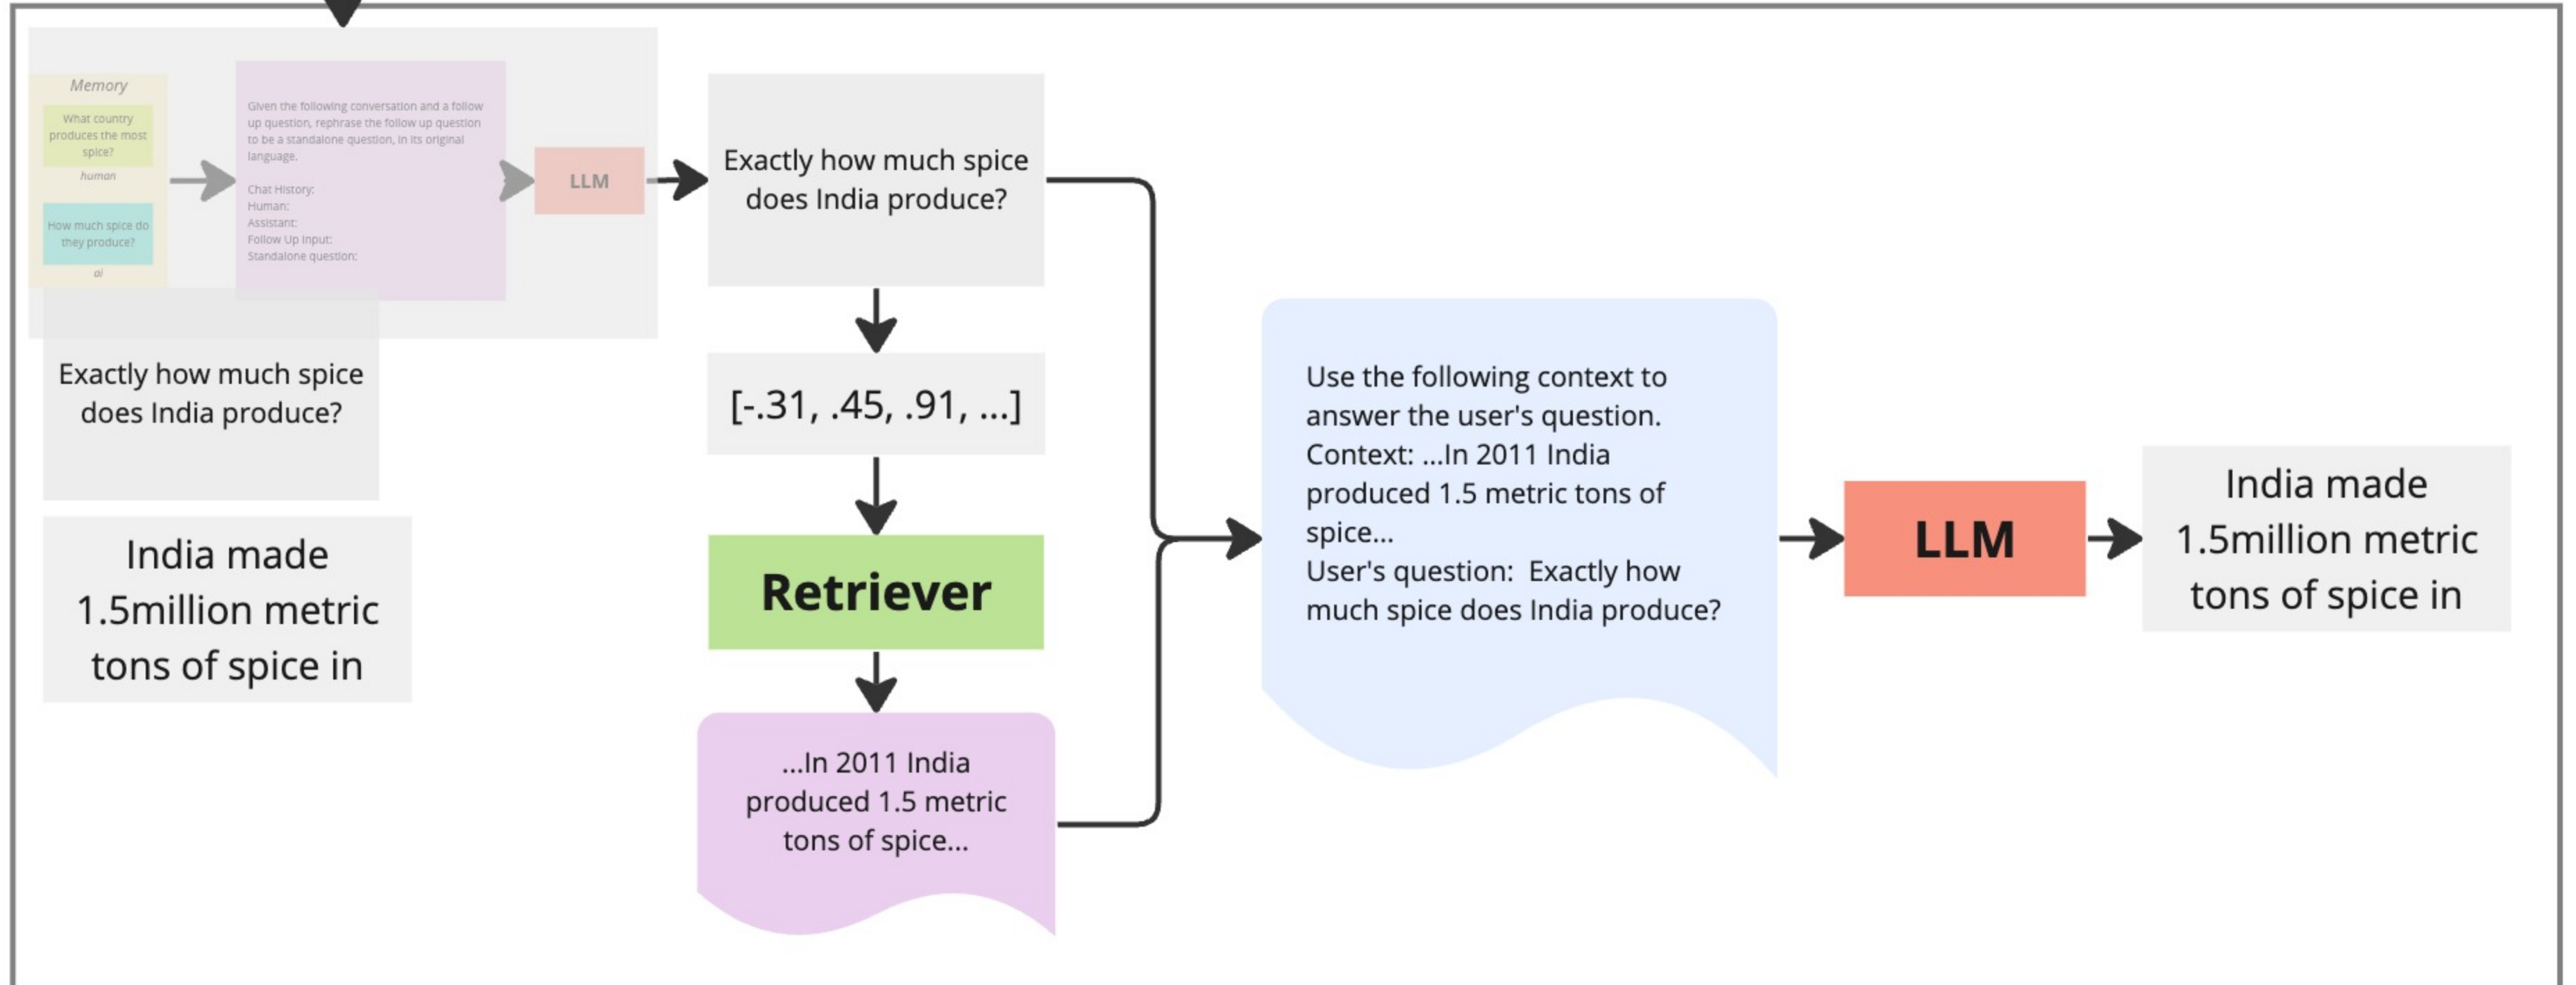 Memory
What country
produces the most
spice?
human
How much spice do
they produce?
ai
Given the following conversation and a follow
up question, rephrase the follow up question
to be a standalone question, in its original
language.
Chat History:
Human:
Assistant:
Follow Up Input:
Standalone question:
LLM
Exactly how much spice
does India produce?
Exactly how much spice
does India produce?
India made
1.5million metric
tons of spice in
[-.31, .45, .91, ...]
Retriever
...In 2011 India
produced 1.5 metric
tons of spice...
Use the following context to
answer the user's question.
Context: ...In 2011 India
produced 1.5 metric tons of
spice...
User's question:  Exactly how
much spice does India produce?
LLM
India made
1.5million metric
tons of spice in